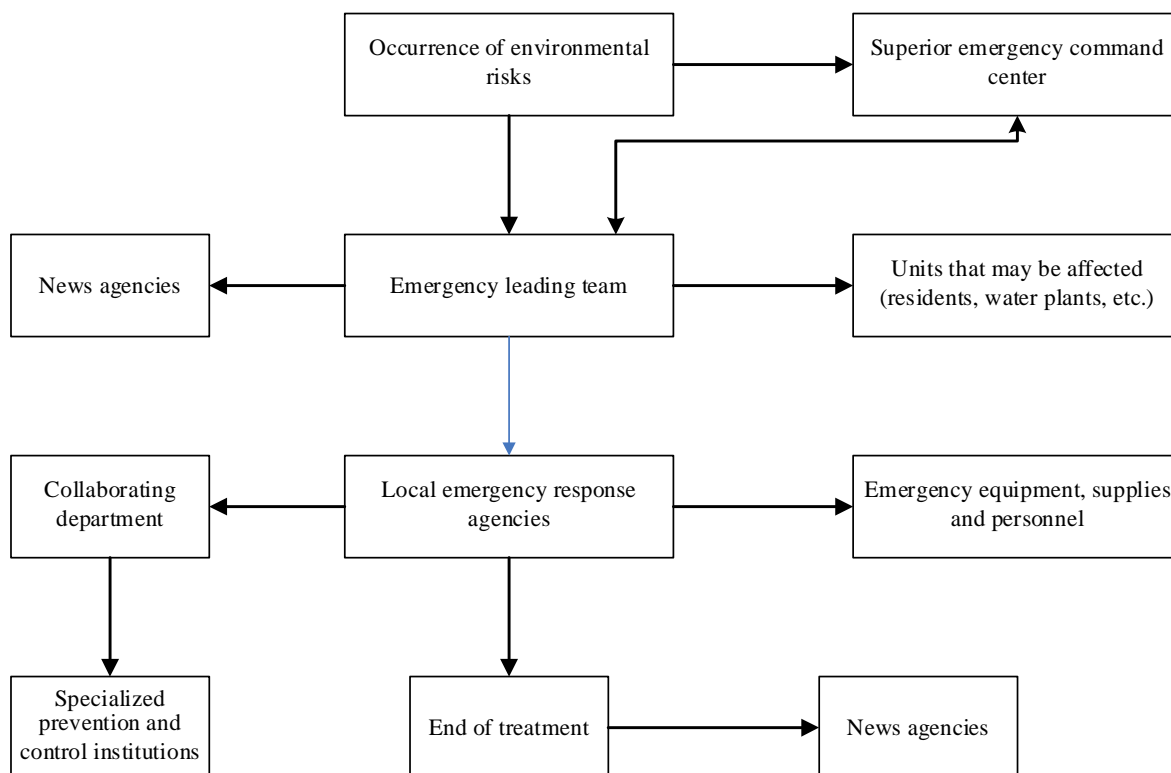 Occurrence of environmental
risks
Superior emergency command
center
News agencies
Emergency leading team
Units that may be affected
(residents, water plants, etc.)
Collaborating
department
Local emergency response
agencies
Emergency equipment, supplies
and personnel
Specialized
prevention and
control institutions
End of treatment
News agencies